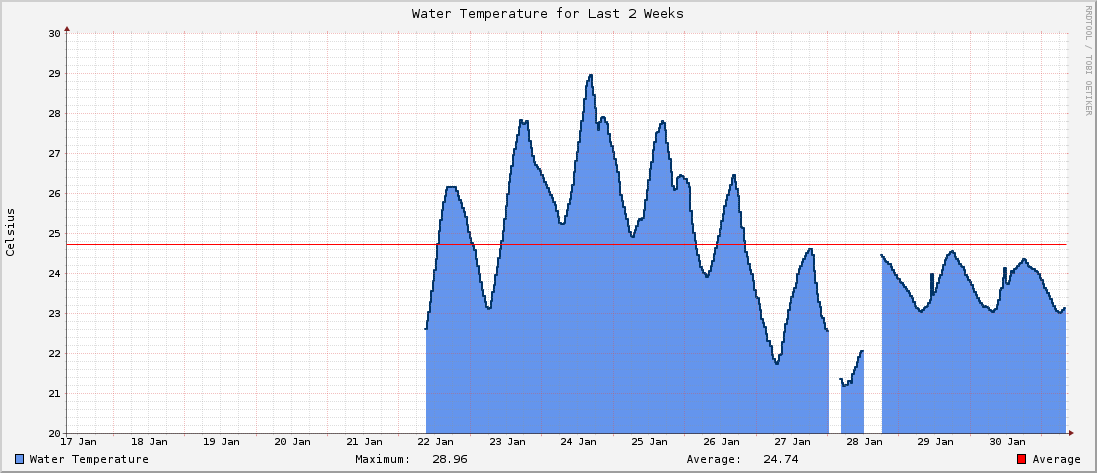 Water Temperature for Last 2 Weeks
RRDTOOL / TOBI OETIKER
Celsius
30
29
28
27
26
25
24
23
22
21
20
17 Jan 18 Jan 19 Jan 20 Jan 21 Jan 22 Jan 23 Jan 24 Jan 25 Jan 26 Jan 27 Jan 28 Jan 29 Jan 30 Jan
Water Temperature Maximum: 28.96 Average: 24.74 Average